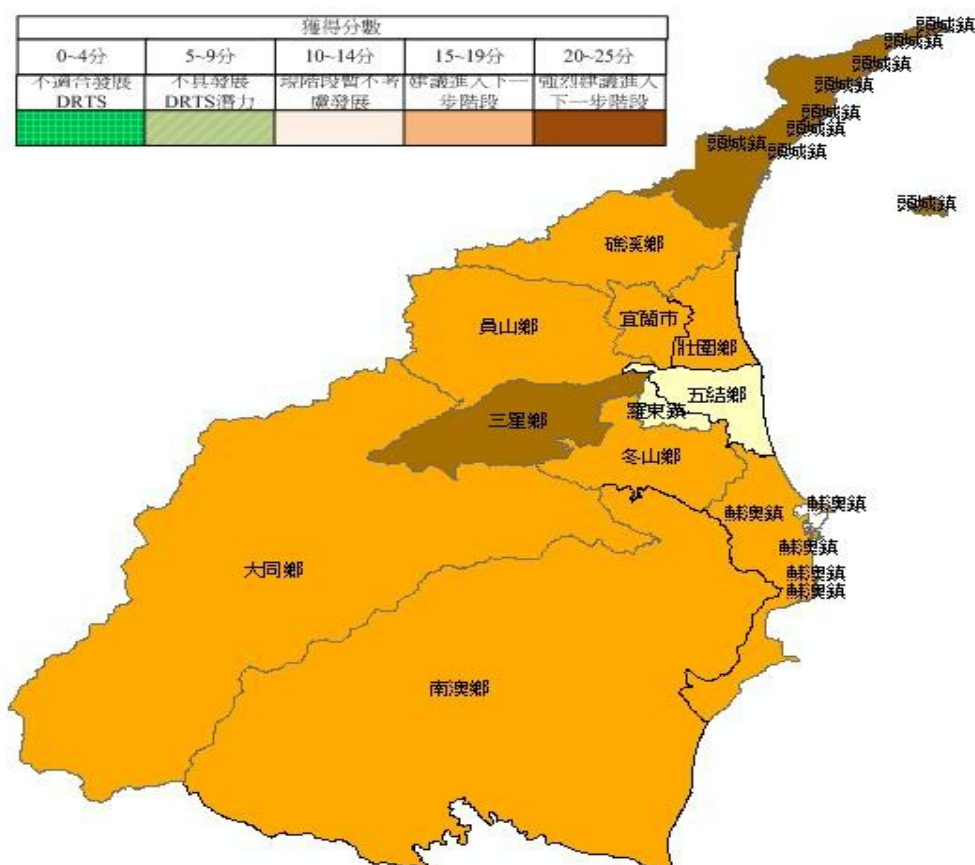 獲得分數
0~4分 5~9分 10~14分 15~19分 20~25分
不適合發展 不具發展 現階段暫不考 建議進入下一 強烈建議進入
DRTS DRTS潛力 慮發展 步階段 下一步階段
頭城鎮
頭城鎮
頭城鎮
頭城鎮
頭城鎮
頭城鎮
頭城鎮
頭城鎮
頭城鎮
礁溪鄉
宜蘭市
員山鄉
壯圍鄉
五結鄉
羅東鎮
三星鄉
冬山鄉
蘇澳鎮
蘇澳鎮
蘇澳鎮
蘇澳鎮
大同鄉
蘇澳鎮
南澳鄉